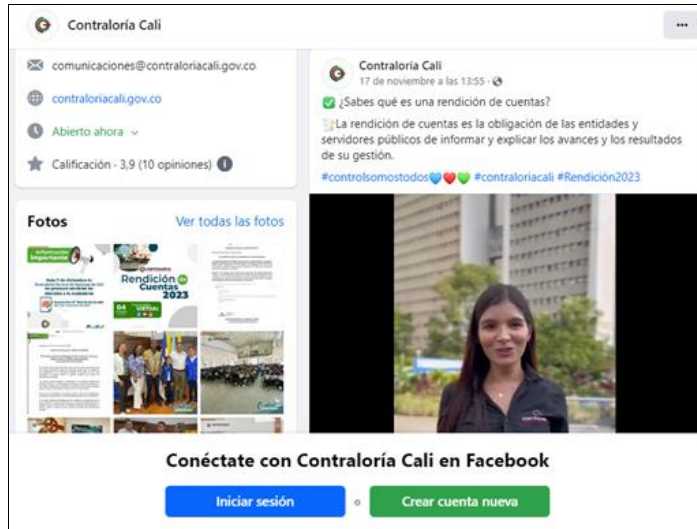 Contraloría Cali
...
comunicaciones@contraloriacali.gov.co
contraloriacali.gov.co
Abierto ahora
Calificación · 3,9 (10 opiniones)
Fotos
Ver todas las fotos
Información
importante
Rendición de
Cuentas
2023
04
Contraloría Cali
17 de noviembre a las 13:55 ·
¿Sabes qué es una rendición de cuentas?
La rendición de cuentas es la obligación de las entidades y
servidores públicos de informar y explicar los avances y los resultados
de su gestión.
#controlsomostodos💙❤️💚 #contraloriacali #Rendición2023
Conéctate con Contraloría Cali en Facebook
Iniciar sesión
o
Crear cuenta nueva